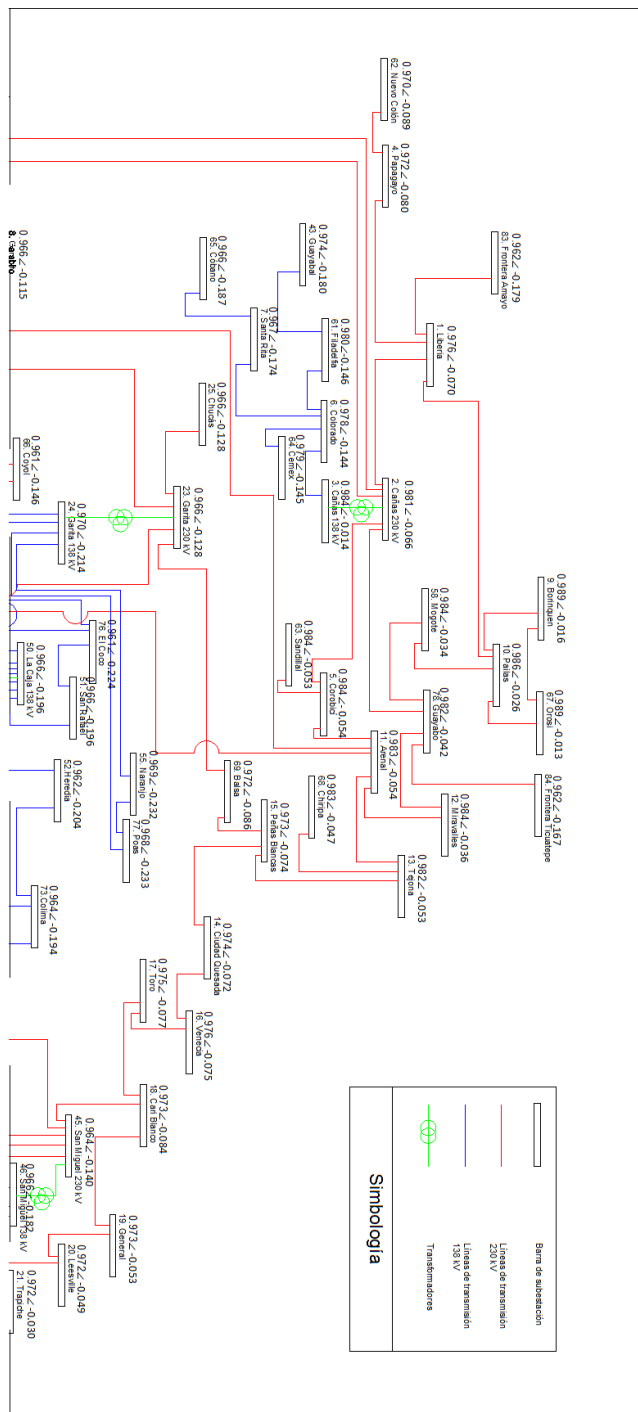 0.989∠-0.016
9. Borinquen
0.989∠-0.013
67. Orosi
0.962∠-0.167
84. Frontera Ticuatepe
0.962∠-0.179
83. Frontera Amayo
0.986∠-0.026
10. Pailas
0.984∠-0.036
12. Miravalles
0.976∠-0.070
1. Liberia
0.984∠-0.034
58. Mogote
0.982∠-0.042
78. Guayabo
0.982∠-0.053
13. Tejona
0.970∠-0.089
62. Nuevo Colón
0.972∠-0.080
4. Papagayo
0.981∠-0.066
2. Cañas 230 kV
0.983∠-0.054
11. Arenal
0.974∠-0.180
43. Guayabal
0.980∠-0.146
61. Filadelfia
0.978∠-0.144
6. Colorado
0.984∠-0.014
3. Cañas 138 kV
0.984∠-0.054
5. Corobicí
0.983∠-0.047
68. Chiripa
0.979∠-0.145
64. Cemex
0.984∠-0.053
63. Sandillal
0.967∠-0.174
7. Santa Rita
0.973∠-0.074
15. Peñas Blancas
0.972∠-0.086
69. Balsa
0.966∠-0.187
65. Cobano
0.966∠-0.128
25. Chucás
0.974∠-0.072
14. Ciudad Quesada
0.976∠-0.075
16. Venecia
0.966∠-0.128
23. Garita 230 kV
0.969∠-0.232
55. Naranjo
0.968∠-0.233
77. Poas
0.975∠-0.077
17. Toro
0.973∠-0.084
18. Cari Blanco
0.973∠-0.053
19. General
0.961∠-0.224
76. El Coco
0.966∠-0.196
51. San Rafael
0.970∠-0.214
24. Garita 138 kV
0.962∠-0.204
52. Heredia
0.964∠-0.140
45. San Miguel 230 kV
0.972∠-0.049
20. Leesville
0.966∠-0.196
50. La Caja 138 kV
0.964∠-0.194
73. Colima
0.966∠-0.115
8. Garabito
0.961∠-0.146
66. Coyol
0.966∠-0.182
46. San Miguel 138 kV
0.972∠-0.030
21. Trapiche
Barra de subestación
Líneas de transmisión
230 kV
Líneas de transmisión
138 kV
Transformadores
Simbología